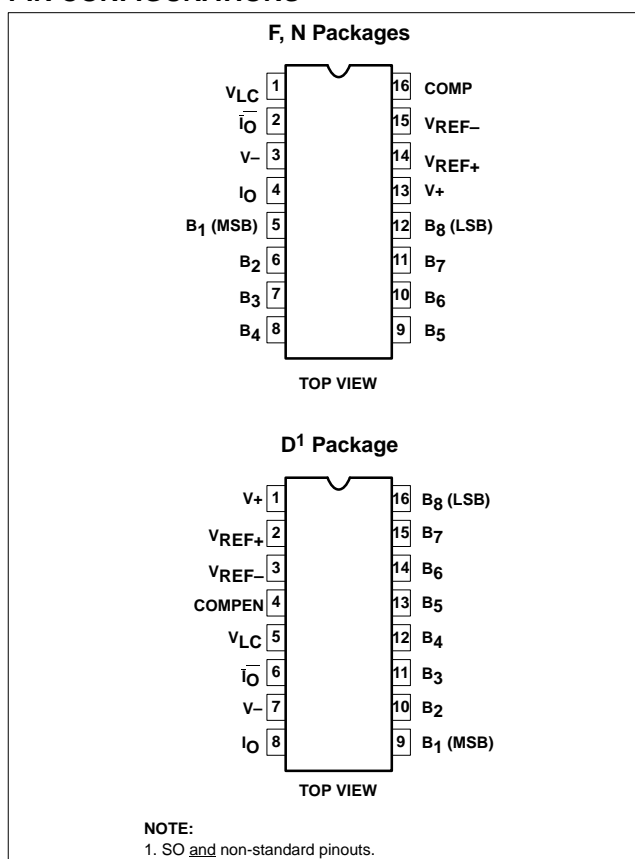 F, N Packages
VLC 1 16 COMP
I̅O̅ 2 15 VREF–
V– 3 14 VREF+
IO 4 13 V+
B1 (MSB) 5 12 B8 (LSB)
B2 6 11 B7
B3 7 10 B6
B4 8 9 B5
TOP VIEW
D1 Package
V+ 1 16 B8 (LSB)
VREF+ 2 15 B7
VREF– 3 14 B6
COMPEN 4 13 B5
VLC 5 12 B4
I̅O̅ 6 11 B3
V– 7 10 B2
IO 8 9 B1 (MSB)
TOP VIEW
NOTE:
1. SO and non-standard pinouts.